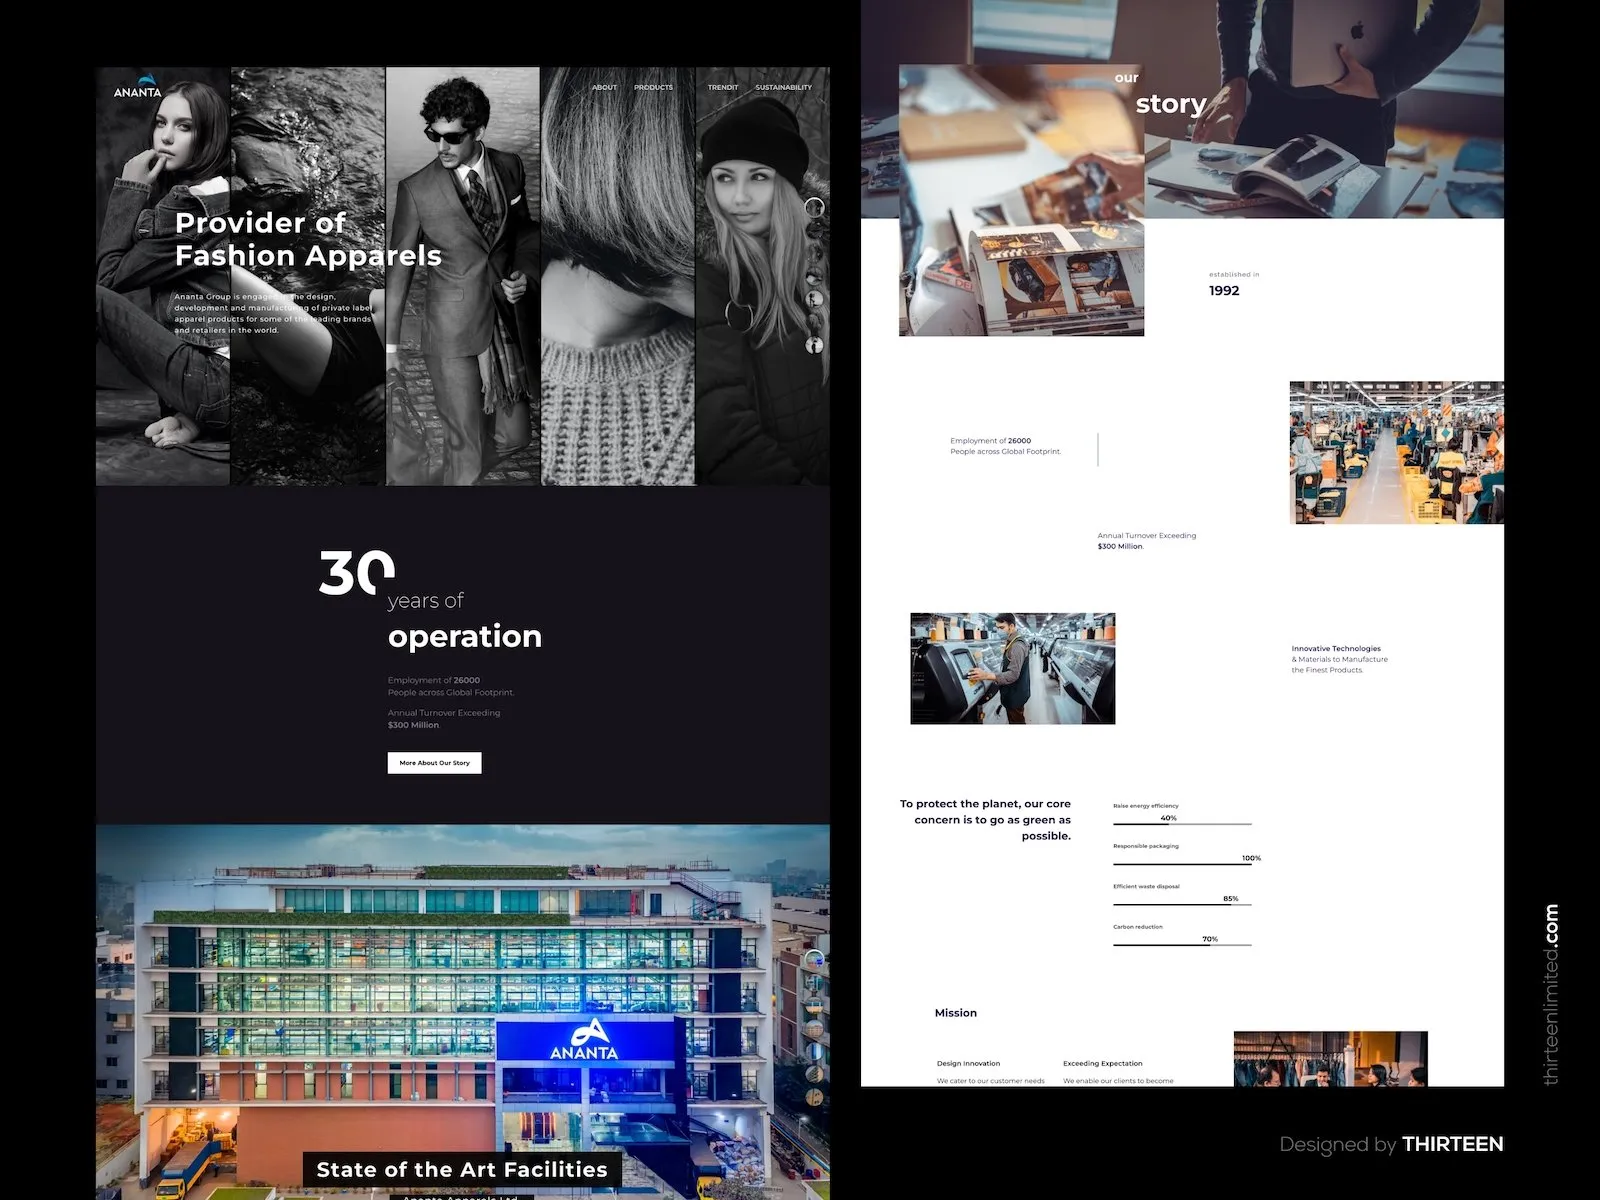 ANANTA
ABOUT
PRODUCTS
TRENDIT
SUSTAINABILITY
Provider of
Fashion Apparels
Ananta Group is engaged in the design,
development and manufacturing of private label
apparel products for some of the leading brands
and retailers in the world.
30
years of
operation
Employment of 26000
People across Global Footprint.
Annual Turnover Exceeding
$300 Million.
More About Our Story
ANANTA
State of the Art Facilities
Ananta Apparels Ltd
our
story
established in
1992
Employment of 26000
People across Global Footprint.
Annual Turnover Exceeding
$300 Million.
Innovative Technologies
& Materials to Manufacture
the Finest Products.
To protect the planet, our core
concern is to go as green as
possible.
Raise energy efficiency
40%
Responsible packaging
100%
Efficient waste disposal
85%
Carbon reduction
70%
Mission
Design Innovation
We cater to our customer needs
Exceeding Expectation
We enable our clients to become
thirteenlimited.com
Designed by THIRTEEN